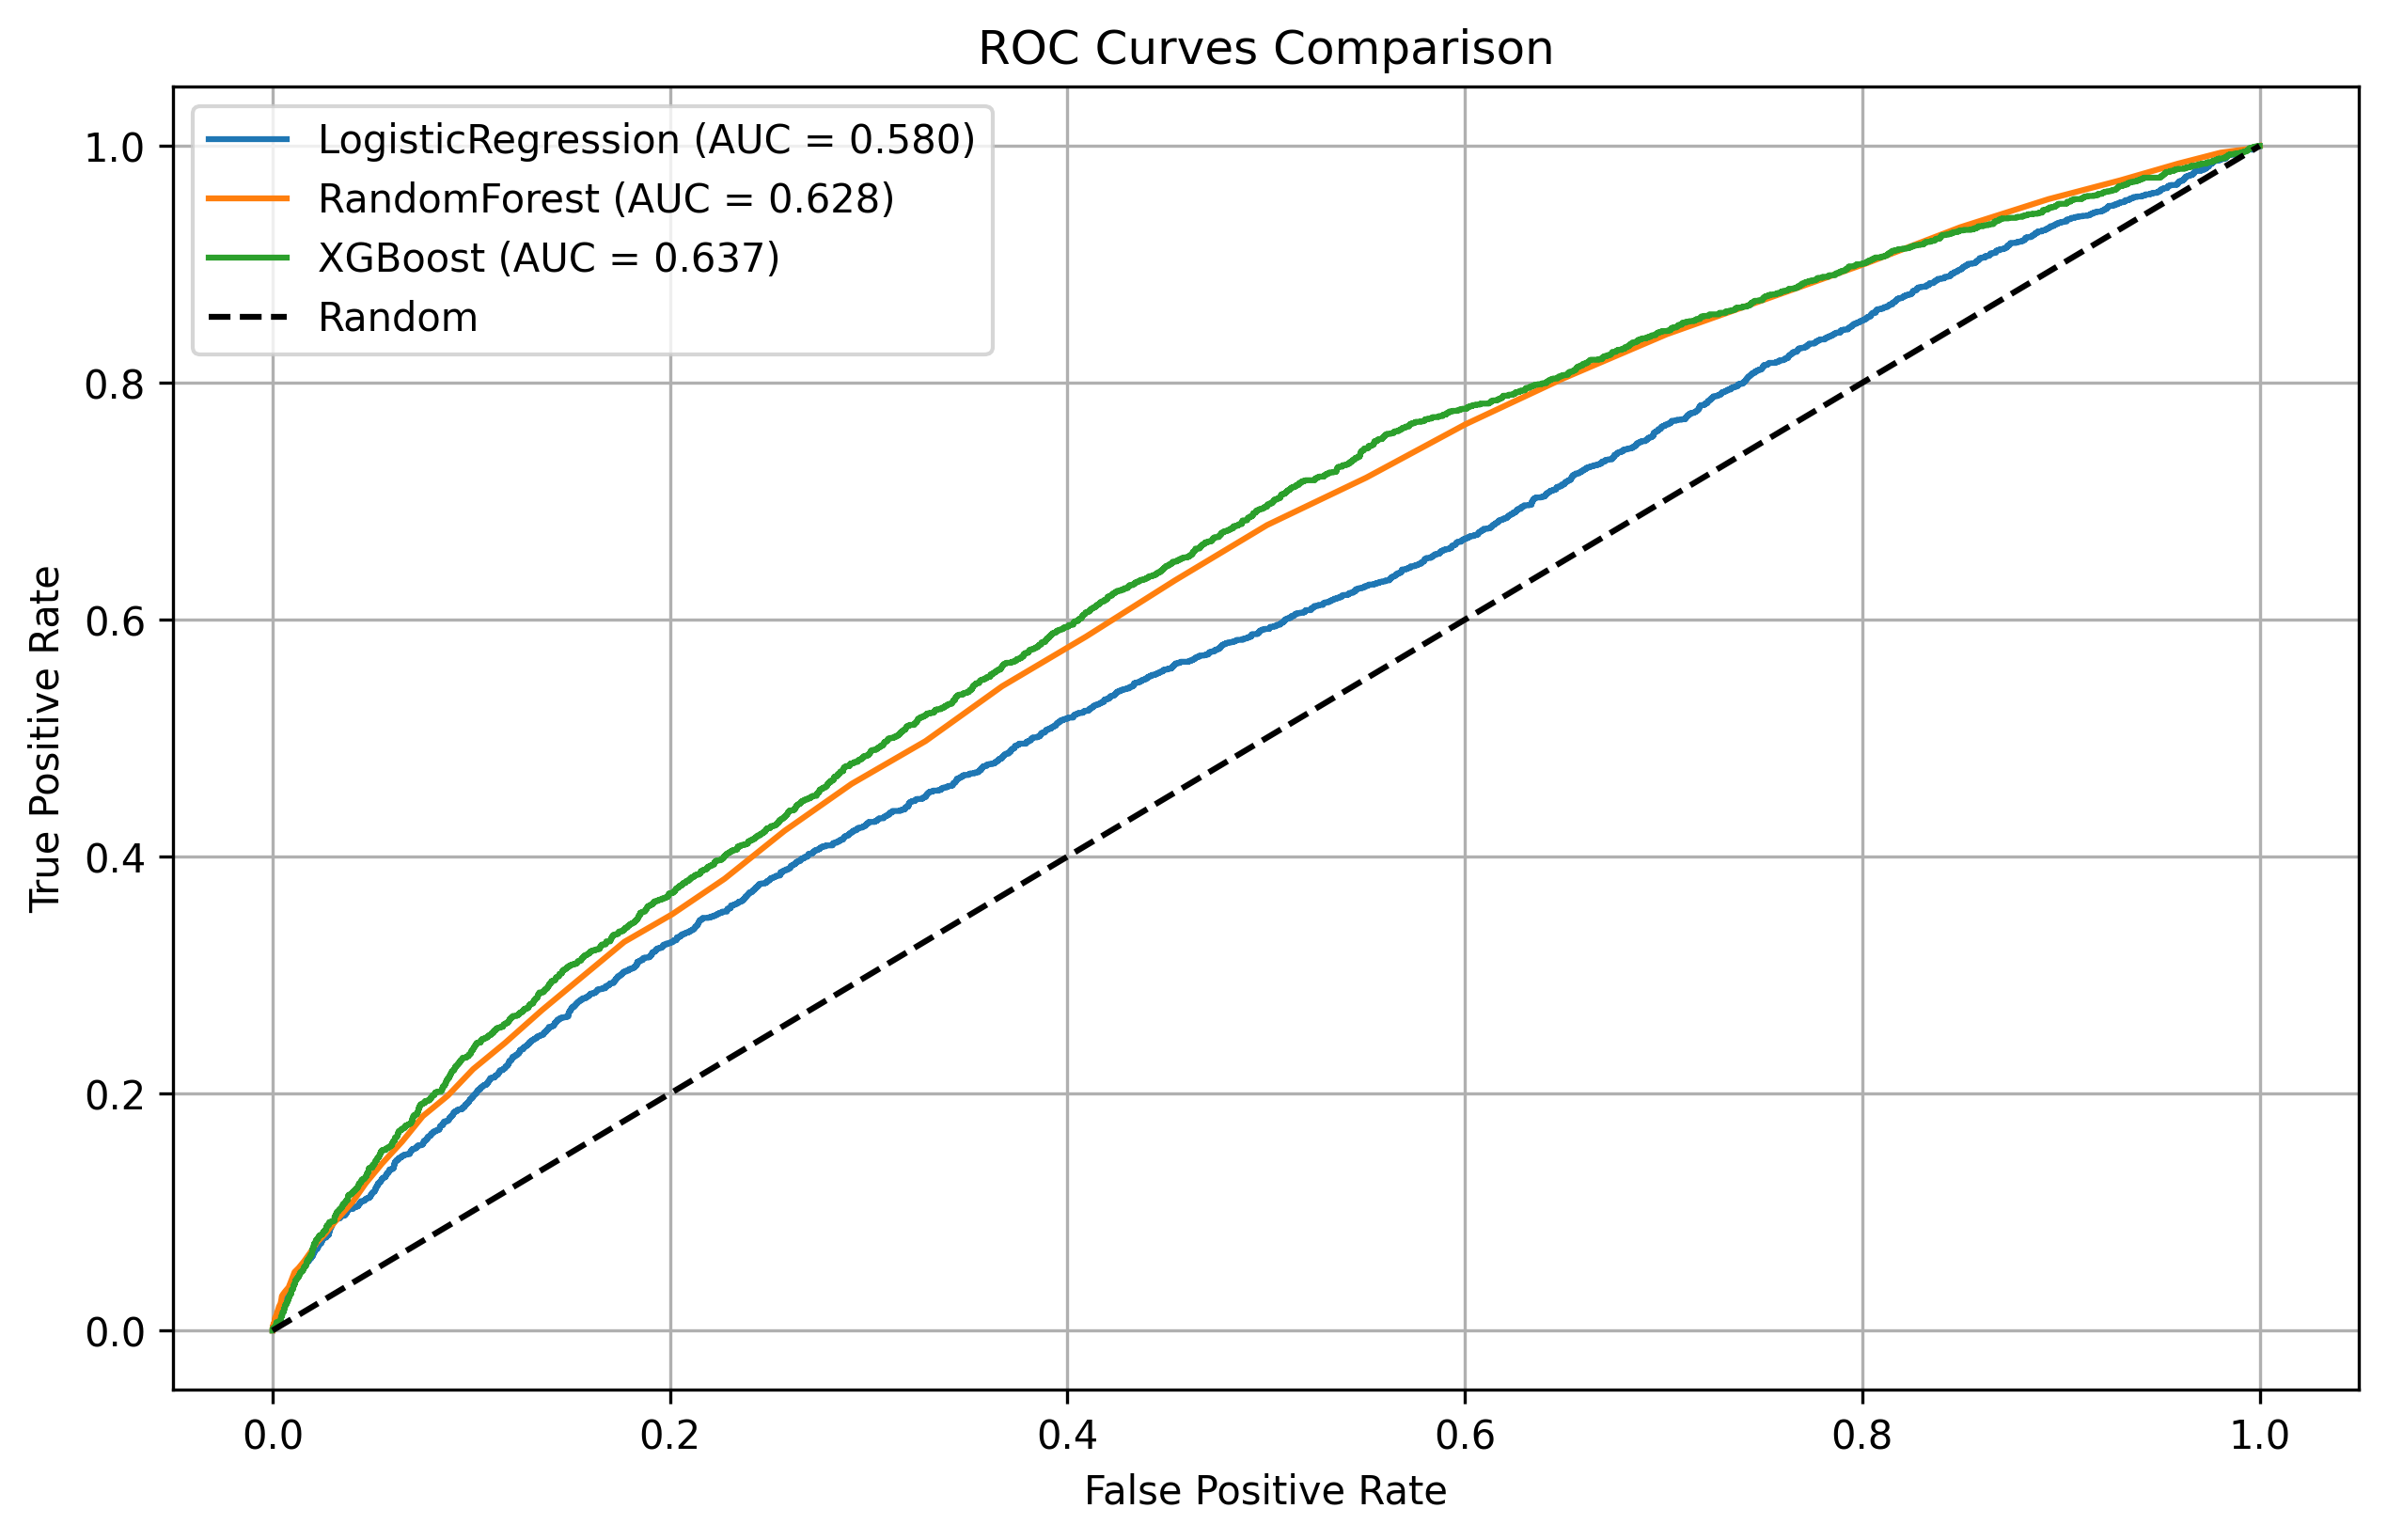 ROC Curves Comparison
LogisticRegression (AUC = 0.580)
RandomForest (AUC = 0.628)
XGBoost (AUC = 0.637)
Random
1.0
0.8
0.6
0.4
0.2
0.0
True Positive Rate
0.0 0.2 0.4 0.6 0.8 1.0
False Positive Rate